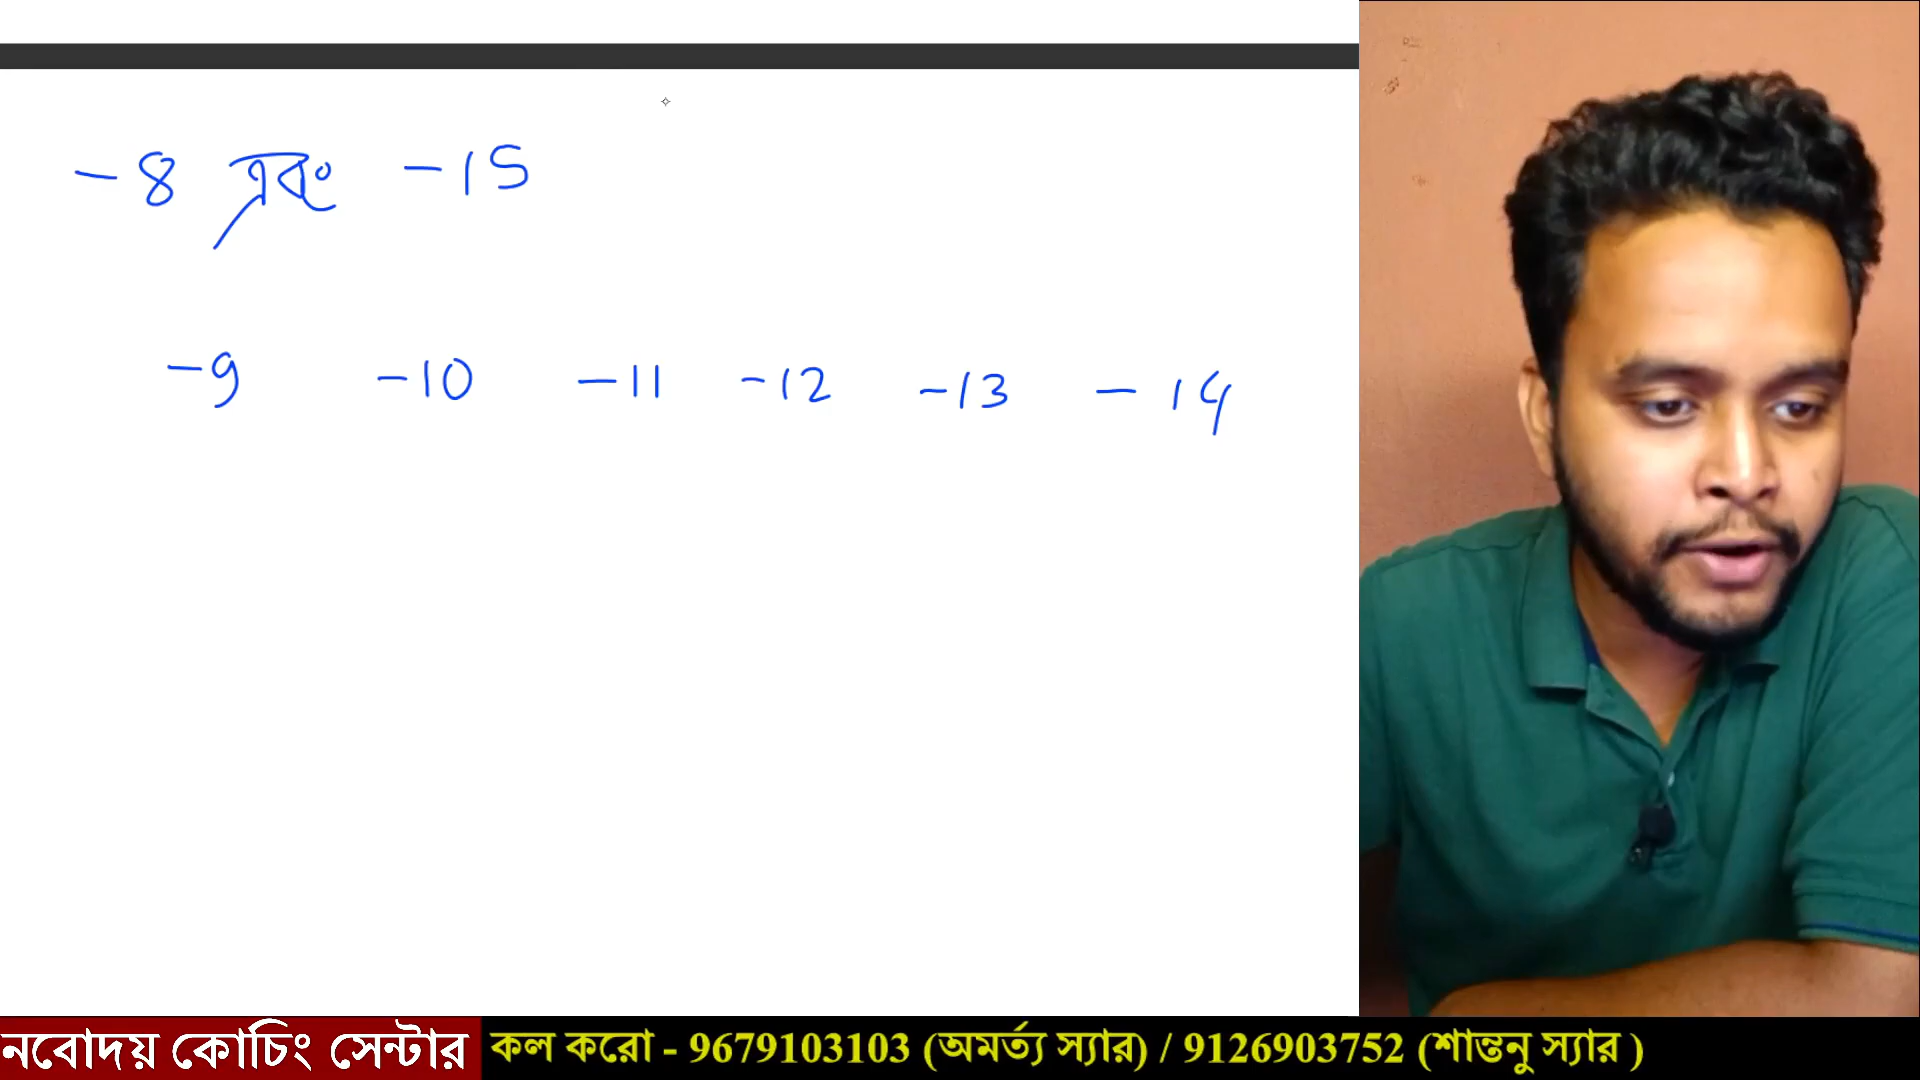 -8 এবং -15
-9 -10 -11 -12 -13 -14
নবোদয় কোচিং সেন্টার কল করো - 9679103103 (অমর্ত্য স্যার) / 9126903752 (শান্তনু স্যার )